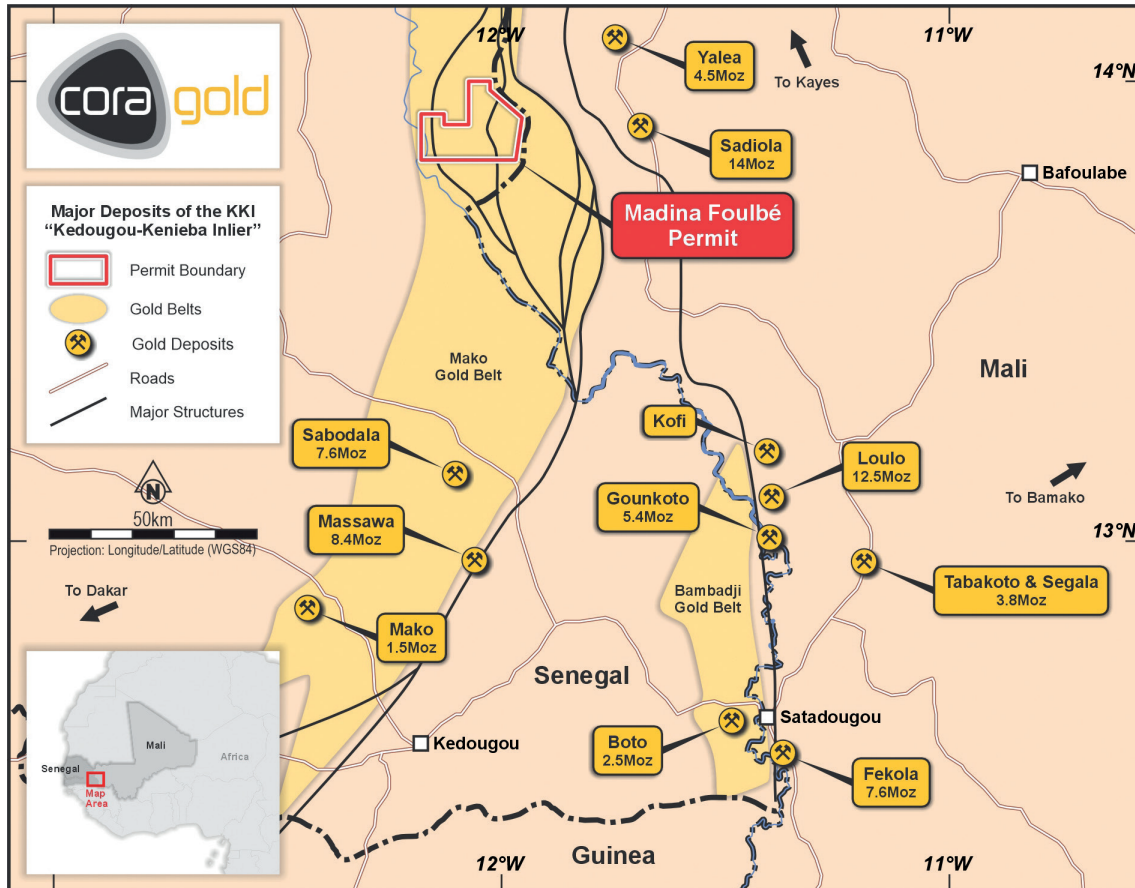 cora gold
Major Deposits of the KKI
“Kedougou-Kenieba Inlier”
Permit Boundary
Gold Belts
Gold Deposits
Roads
Major Structures
N
50km
Projection: Longitude/Latitude (WGS84)
To Dakar
Mali
Senegal
Africa
Map
Area
12°W
11°W
14°N
Yalea
4.5Moz
To Kayes
Sadiola
14Moz
Bafoulabe
Madina Foulbé
Permit
Mako
Gold Belt
Mali
Sabodala
7.6Moz
Kofi
Loulo
12.5Moz
Gounkoto
5.4Moz
To Bamako
Massawa
8.4Moz
13°N
Bambadji
Gold Belt
Tabakoto & Segala
3.8Moz
Mako
1.5Moz
Senegal
Satadougou
Kedougou
Boto
2.5Moz
Fekola
7.6Moz
Guinea
12°W
11°W